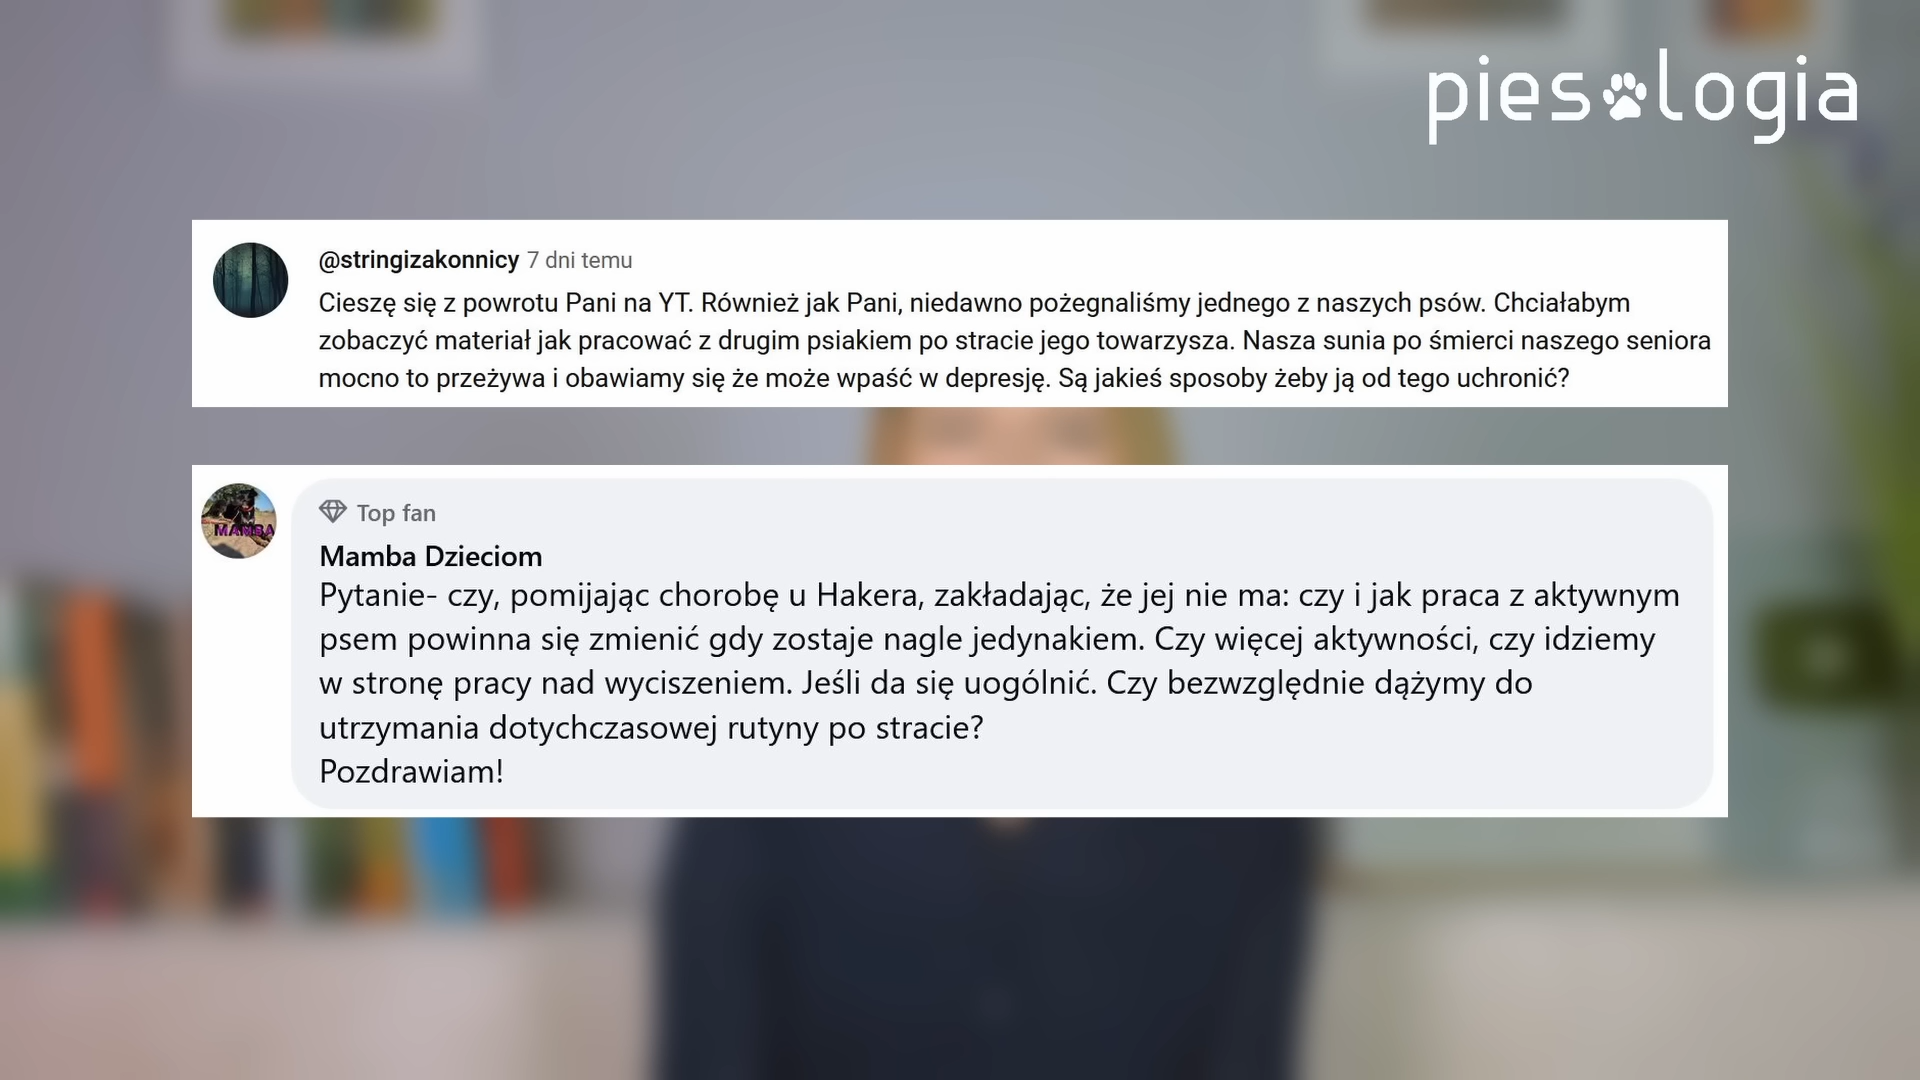 pies logia
@stringizakonnicy 7 dni temu
Cieszę się z powrotu Pani na YT. Również jak Pani, niedawno pożegnaliśmy jednego z naszych psów. Chciałabym
zobaczyć materiał jak pracować z drugim psiakiem po stracie jego towarzysza. Nasza sunia po śmierci naszego seniora
mocno to przeżywa i obawiamy się że może wpaść w depresję. Są jakieś sposoby żeby ją od tego uchronić?
MAMBA
Top fan
Mamba Dzieciom
Pytanie- czy, pomijając chorobę u Hakera, zakładając, że jej nie ma: czy i jak praca z aktywnym
psem powinna się zmienić gdy zostaje nagle jedynakiem. Czy więcej aktywności, czy idziemy
w stronę pracy nad wyciszeniem. Jeśli da się uogólnić. Czy bezwzględnie dążymy do
utrzymania dotychczasowej rutyny po stracie?
Pozdrawiam!